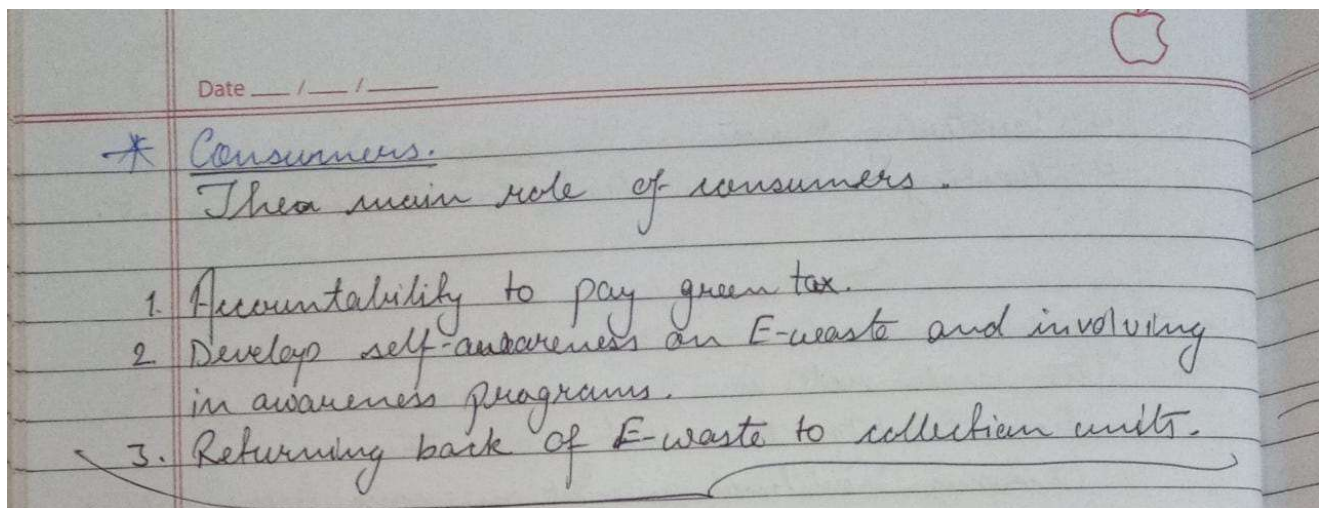 Date __ / __ / ____
* Consumers.
The main role of consumers.
1. Accountability to pay green tax.
2. Develop self-awareness on E-waste and involving
in awareness programs.
3. Returning back of E-waste to collection units.